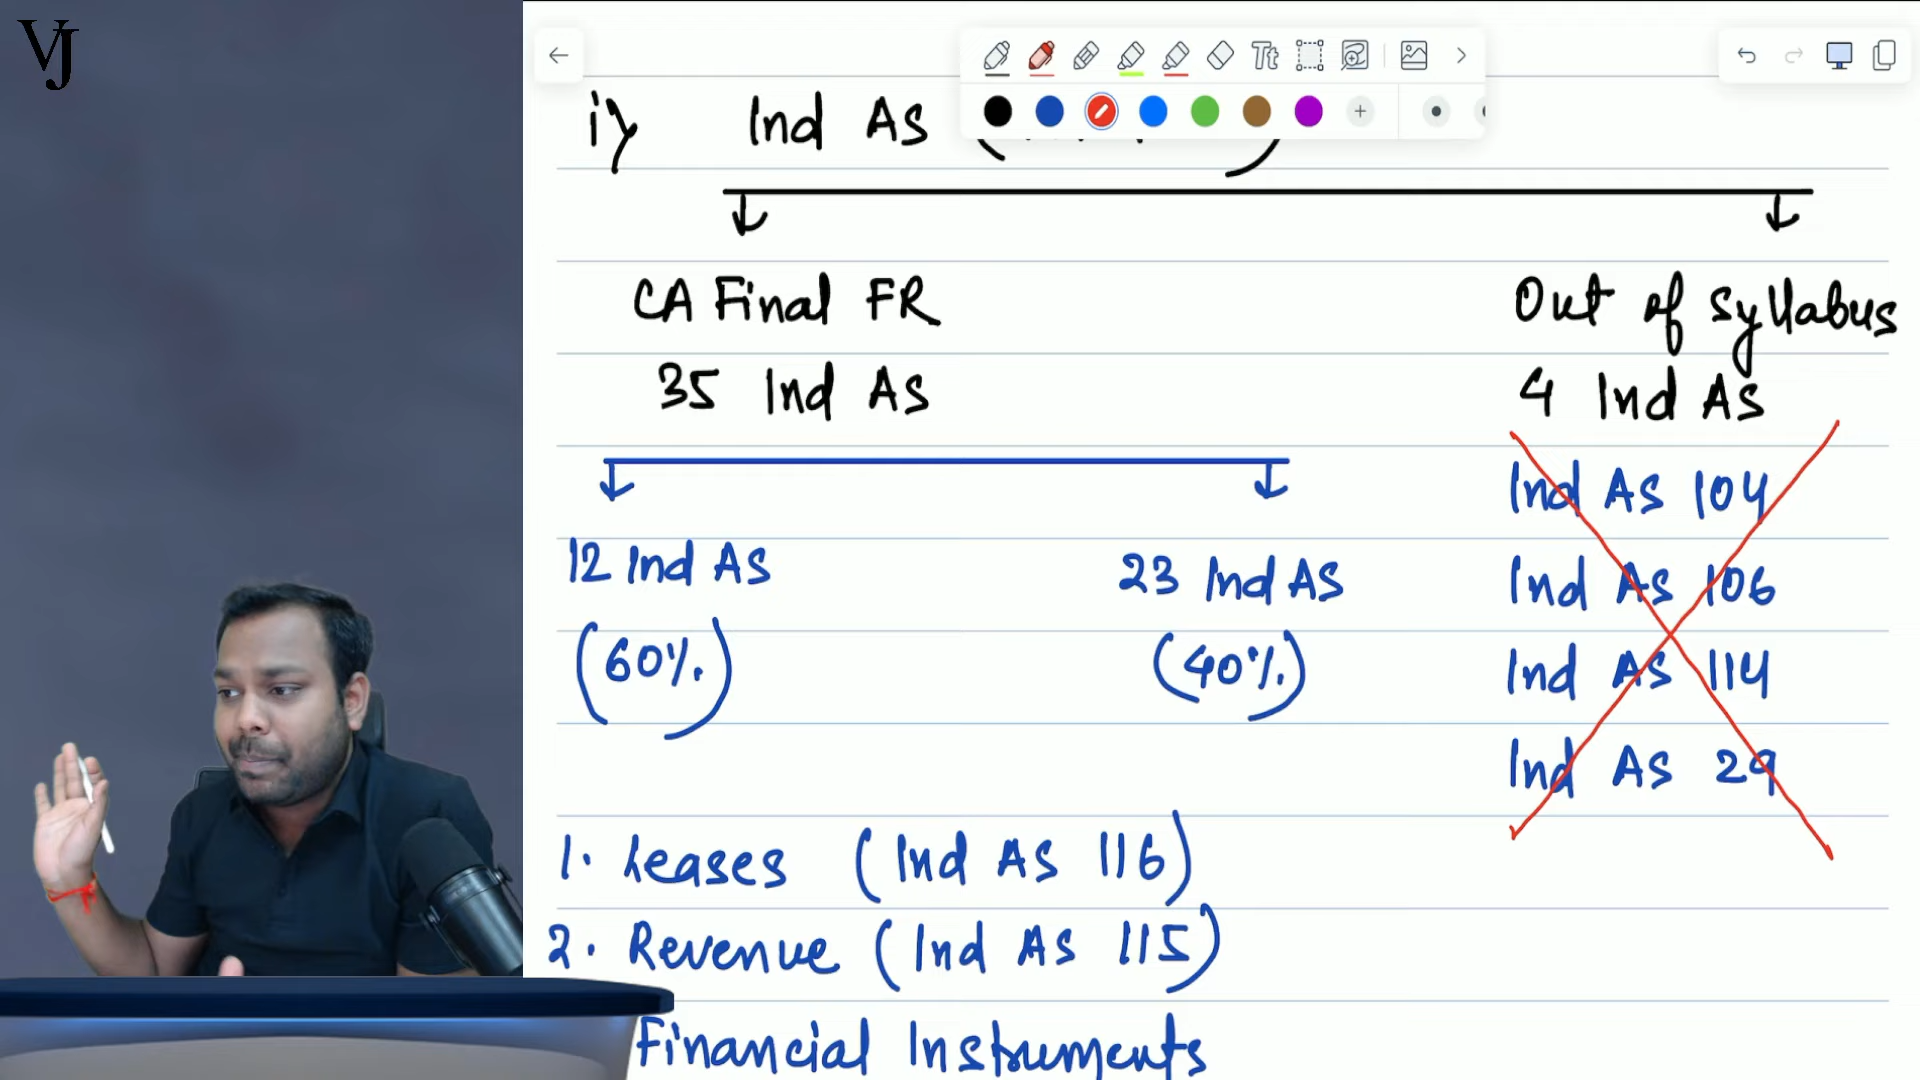 VJ
Tt
i) Ind AS (
CA Final FR
Out of Syllabus
35 Ind AS
4 Ind AS
Ind AS 104
12 Ind AS
23 Ind AS
Ind AS 106
(60%.)
(40%.)
Ind AS 114
Ind AS 29
1. Leases (Ind AS 116)
2. Revenue (Ind AS 115)
Financial Instruments